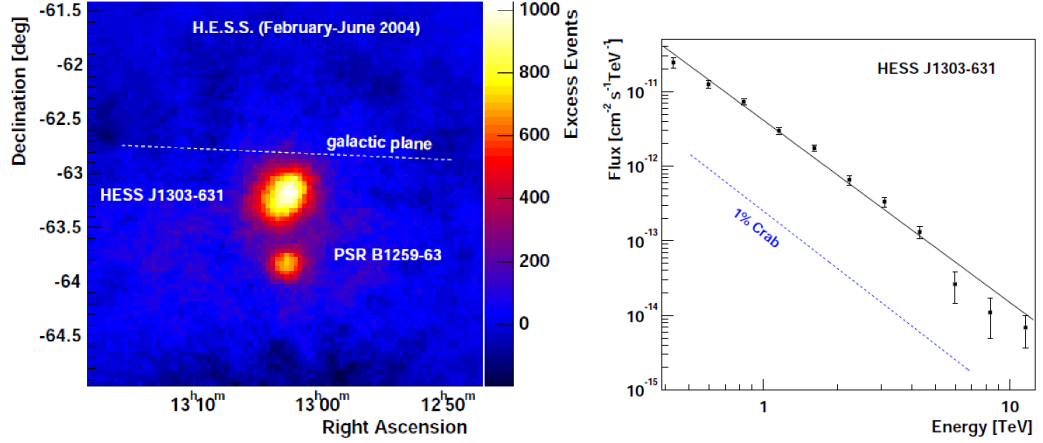 H.E.S.S. (February-June 2004)
galactic plane
HESS J1303-631
PSR B1259-63
Declination [deg]
-61.5
-62
-62.5
-63
-63.5
-64
-64.5
13h10m
13h00m
12h50m
Right Ascension
1000
800
600
400
200
0
Excess Events
HESS J1303-631
1% Crab
Flux [cm-2 s-1TeV-1]
10-11
10-12
10-13
10-14
10-15
1
10
Energy [TeV]